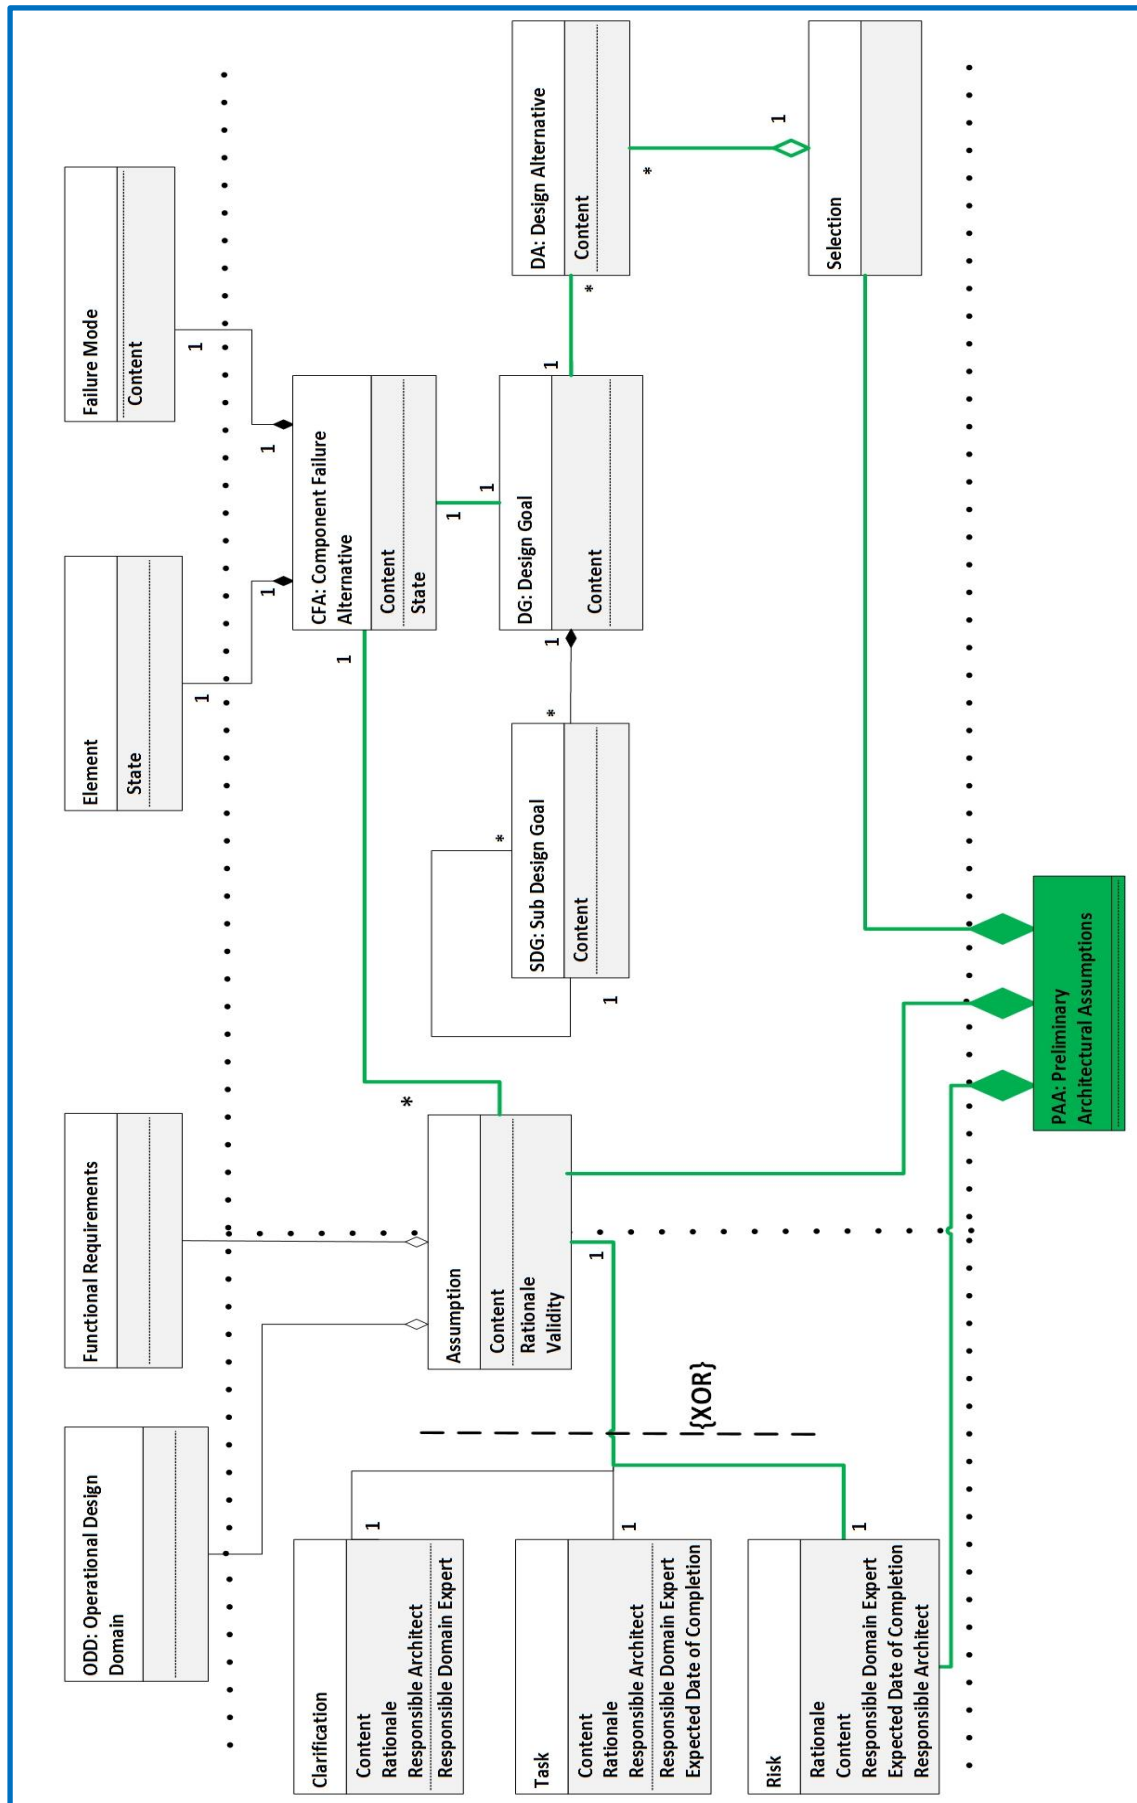 ODD: Operational Design
Domain
Functional Requirements
Element
State
Failure Mode
Content
Clarification
Content
Rationale
Responsible Architect
Responsible Domain Expert
1
Task
Content
Rationale
Responsible Architect
Responsible Domain Expert
Expected Date of Completion
1
Risk
Rationale
Content
Responsible Domain Expert
Expected Date of Completion
Responsible Architect
1
{XOR}
Assumption
Content
Rationale
Validity
1
*
1
CFA: Component Failure
Alternative
Content
State
1
1
1
1
1
1
DG: Design Goal
Content
1
*
SDG: Sub Design Goal
Content
*
1
1
*
DA: Design Alternative
Content
*
1
Selection
PAA: Preliminary
Architectural Assumptions